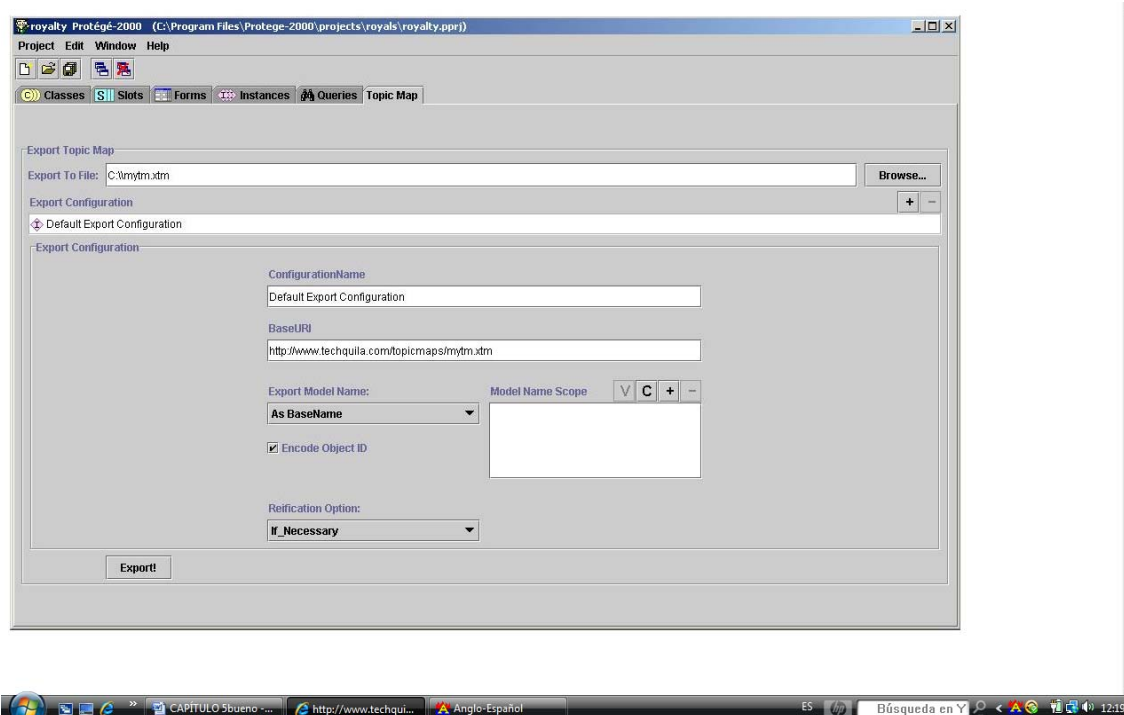 royalty Protégé-2000 (C:\Program Files\Protege-2000\projects\royals\royalty.pprj)
Project Edit Window Help
C Classes S Slots Forms Instances Queries Topic Map
Export Topic Map
Export To File: C:\\mytm.xtm Browse...
Export Configuration + −
Default Export Configuration
Export Configuration
ConfigurationName
Default Export Configuration
BaseURI
http://www.techquila.com/topicmaps/mytm.xtm
Export Model Name: Model Name Scope V C + −
As BaseName
Encode Object ID
Reification Option:
If_Necessary
Export!
» CAPÍTULO 5bueno -... http://www.techqui... Anglo-Español ES hp Búsqueda en Y < 12:19